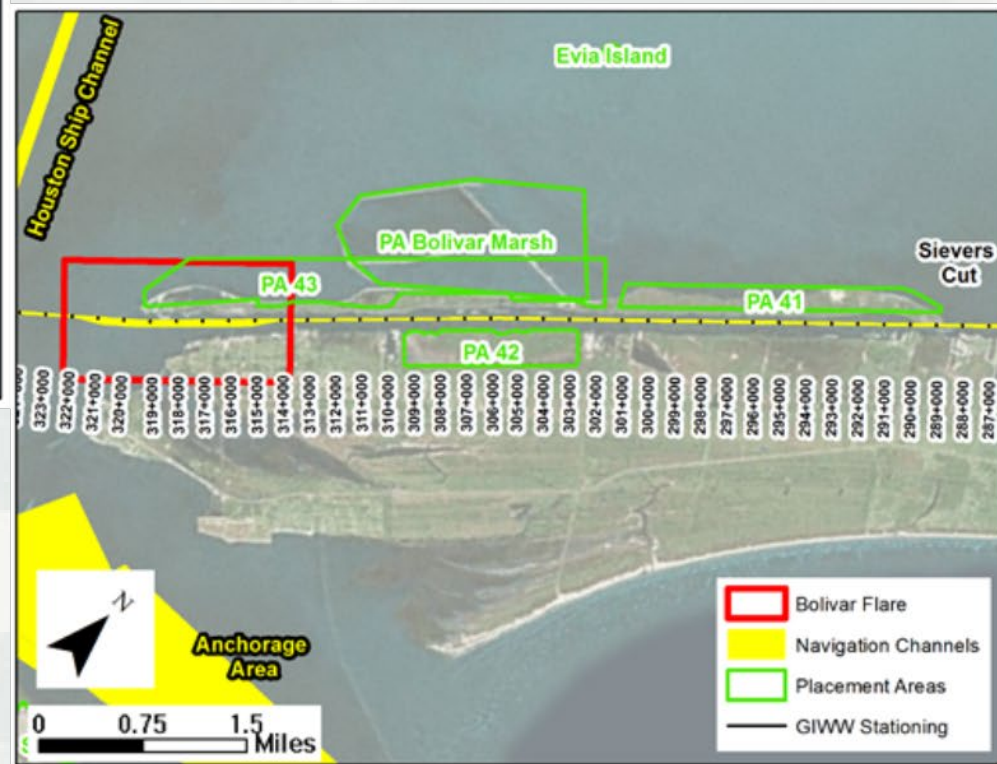 Houston Ship Channel
Evia Island
PA Bolivar Marsh
Sievers
Cut
PA 43
PA 41
PA 42
323+000
322+000
321+000
320+000
319+000
318+000
317+000
316+000
315+000
314+000
313+000
312+000
311+000
310+000
309+000
308+000
307+000
306+000
305+000
304+000
303+000
302+000
301+000
300+000
299+000
298+000
297+000
296+000
295+000
294+000
293+000
292+000
291+000
290+000
289+000
288+000
287+000
N
Anchorage
Area
0 0.75 1.5
Miles
Bolivar Flare
Navigation Channels
Placement Areas
GIWW Stationing